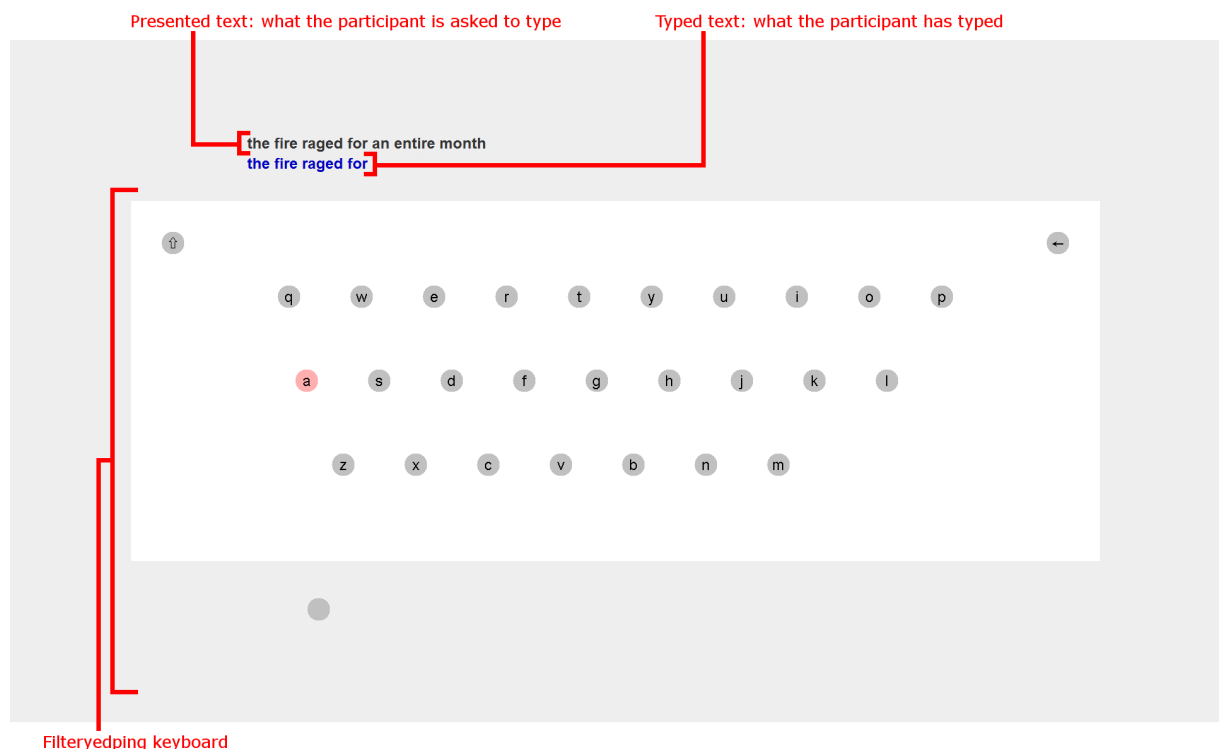 Presented text: what the participant is asked to type
Typed text: what the participant has typed
the fire raged for an entire month
the fire raged for
⇧ ←
q w e r t y u i o p
a s d f g h j k l
z x c v b n m
Filteryedping keyboard